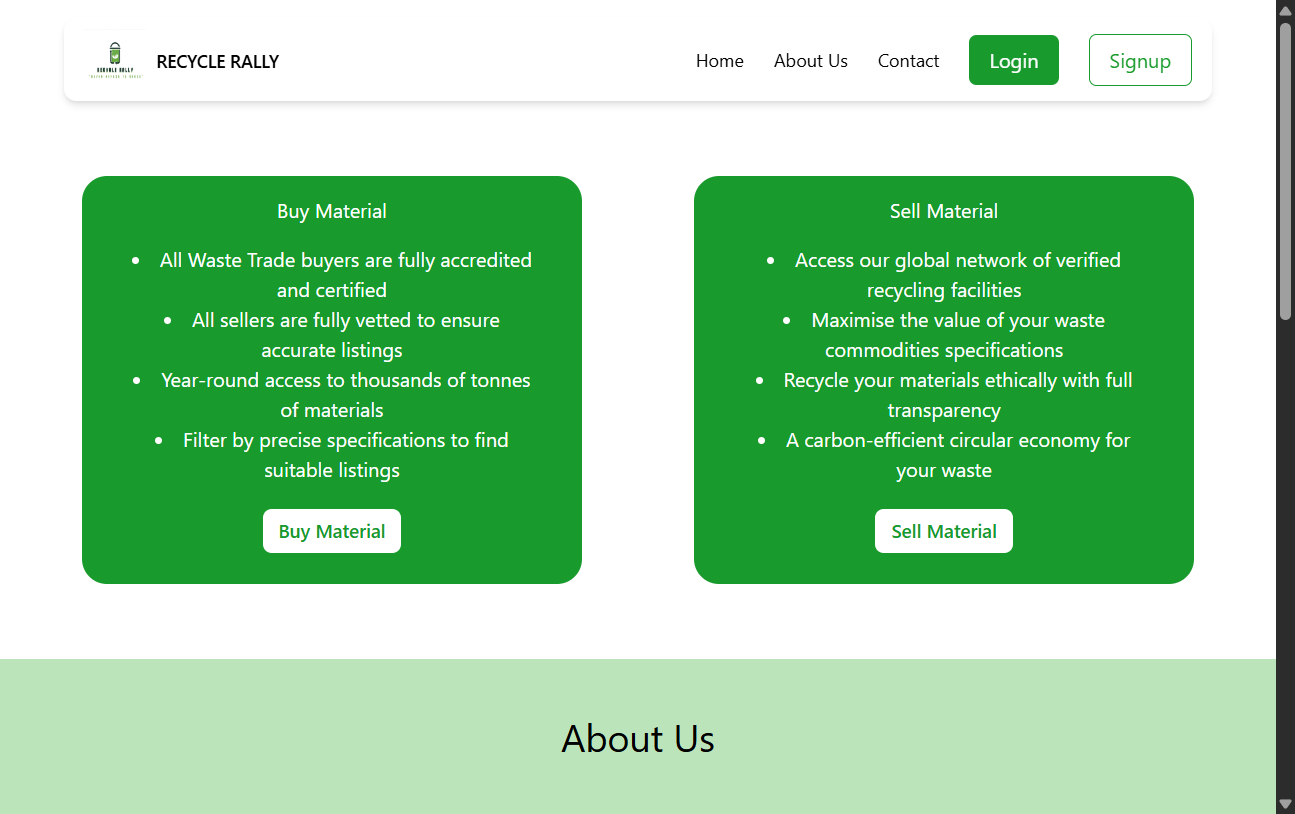 RECYCLE RALLY
Home
About Us
Contact
Login
Signup
Buy Material
• All Waste Trade buyers are fully accredited
and certified
• All sellers are fully vetted to ensure
accurate listings
• Year-round access to thousands of tonnes
of materials
• Filter by precise specifications to find
suitable listings
Buy Material
Sell Material
• Access our global network of verified
recycling facilities
• Maximise the value of your waste
commodities specifications
• Recycle your materials ethically with full
transparency
• A carbon-efficient circular economy for
your waste
Sell Material
About Us